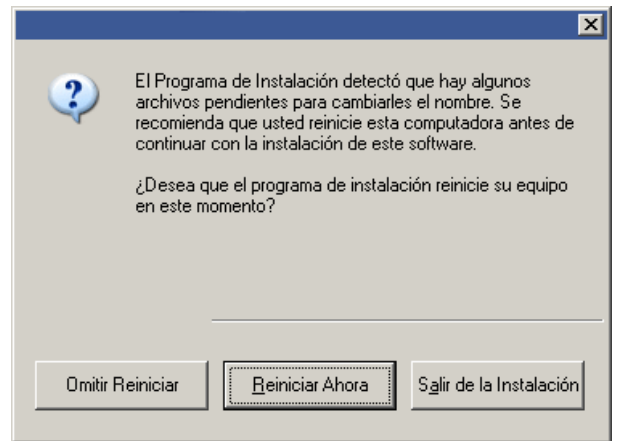 El Programa de Instalación detectó que hay algunos
archivos pendientes para cambiarles el nombre. Se
recomienda que usted reinicie esta computadora antes de
continuar con la instalación de este software.
¿Desea que el programa de instalación reinicie su equipo
en este momento?
Omitir Reiniciar
Reiniciar Ahora
Salir de la Instalación